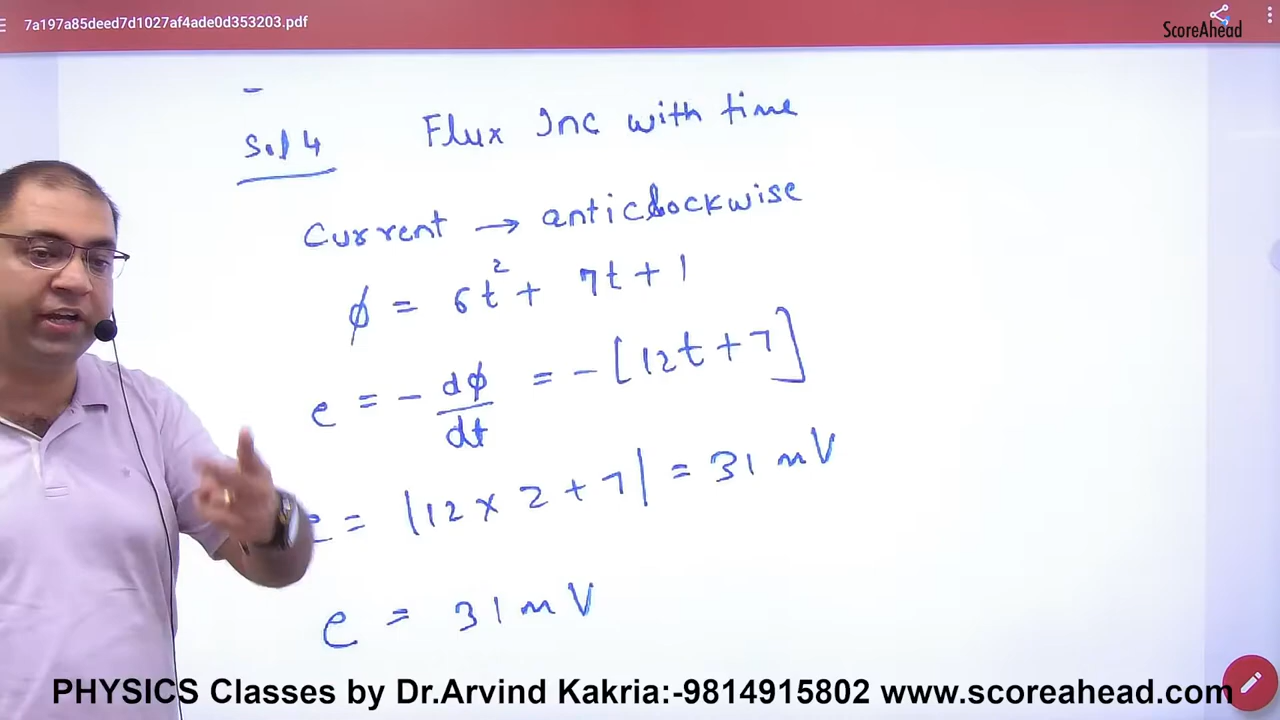 7a197a85deed7d1027af4ade0d353203.pdf
ScoreAhead
Sol 4 Flux Inc with time
Current → anticlockwise
φ = 6t² + 7t + 1
e = - dφ/dt = - [12t + 7]
e = |12 x 2 + 7| = 31 mV
e = 31 mV
PHYSICS Classes by Dr.Arvind Kakria:-9814915802 www.scoreahead.com